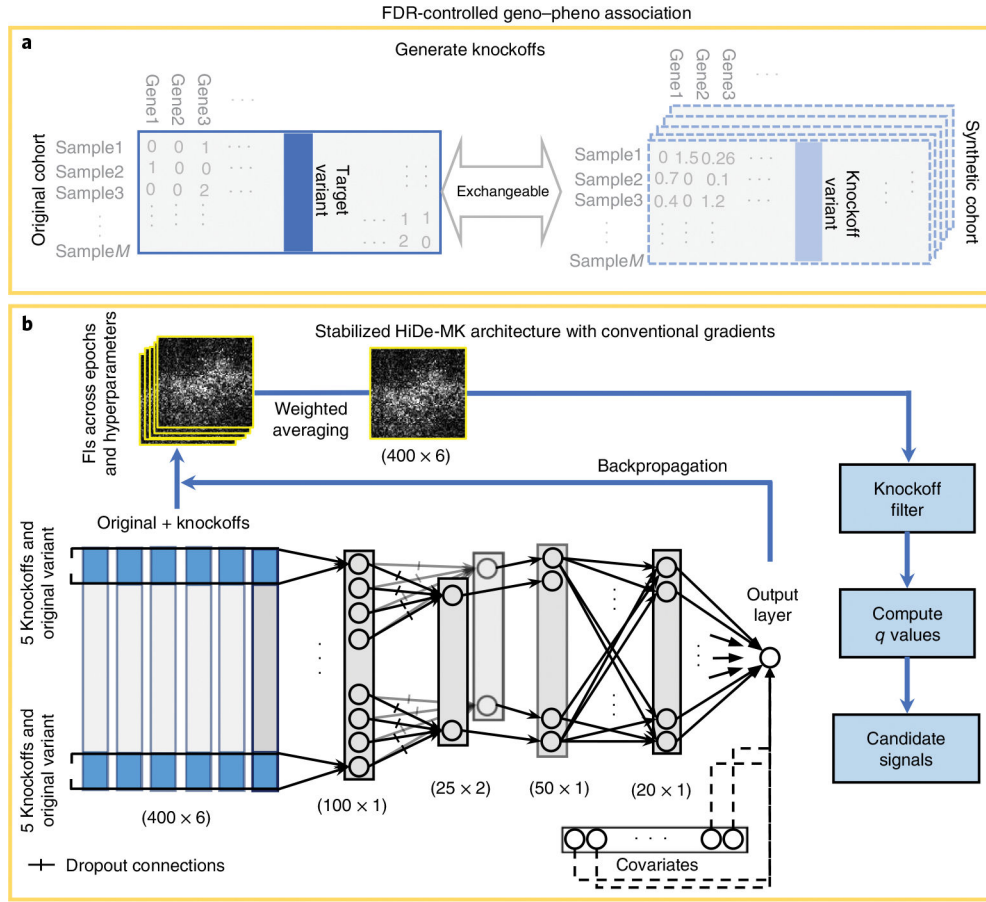 FDR-controlled geno–pheno association
a
Generate knockoffs
Gene1
Gene2
Gene3
· · ·
Original cohort
Sample1
Sample2
Sample3
SampleM
0 0 1 · · ·
1 0 0
0 0 2 · · ·
Target
variant
· · · 1 1
· · · 2 0
Exchangeable
Gene1
Gene2
Gene3
· · ·
Sample1
Sample2
Sample3
SampleM
0 1.5 0.26 · · ·
0.7 0 0.1
0.4 0 1.2 · · ·
Knockoff
variant
Synthetic cohort
b
Stabilized HiDe-MK architecture with conventional gradients
FIs across epochs
and hyperparameters
Weighted
averaging
(400 × 6)
Backpropagation
Original + knockoffs
5 Knockoffs and
original variant
5 Knockoffs and
original variant
(400 × 6)
(100 × 1)
(25 × 2)
(50 × 1)
(20 × 1)
Output
layer
Knockoff
filter
Compute
q values
Candidate
signals
· · ·
Covariates
Dropout connections